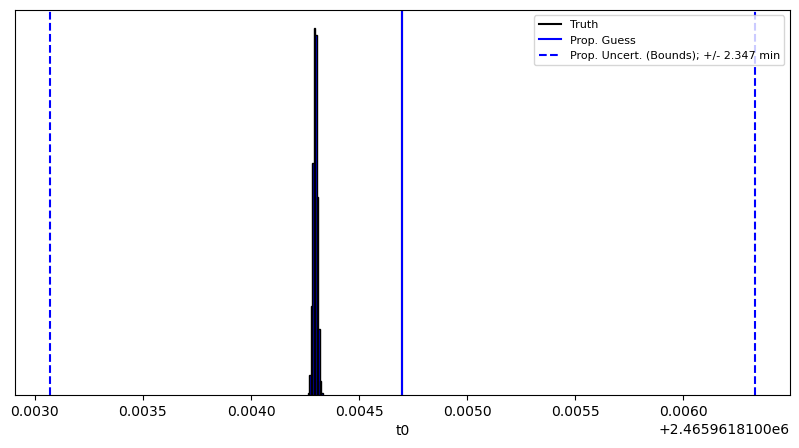 Truth
Prop. Guess
Prop. Uncert. (Bounds); +/- 2.347 min
0.0030 0.0035 0.0040 0.0045 0.0050 0.0055 0.0060
t0
+2.4659618100e6